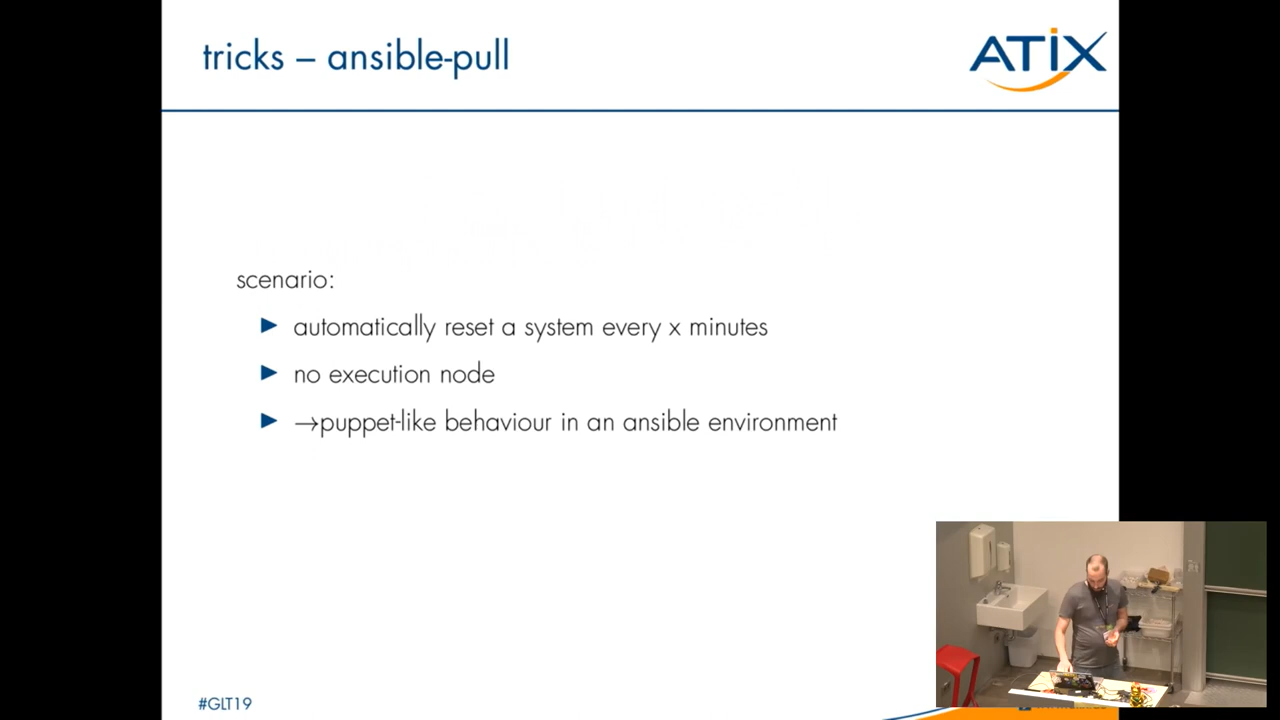 tricks – ansible-pull
ATIX
scenario:
▶ automatically reset a system every x minutes
▶ no execution node
▶ →puppet-like behaviour in an ansible environment
#GLT19